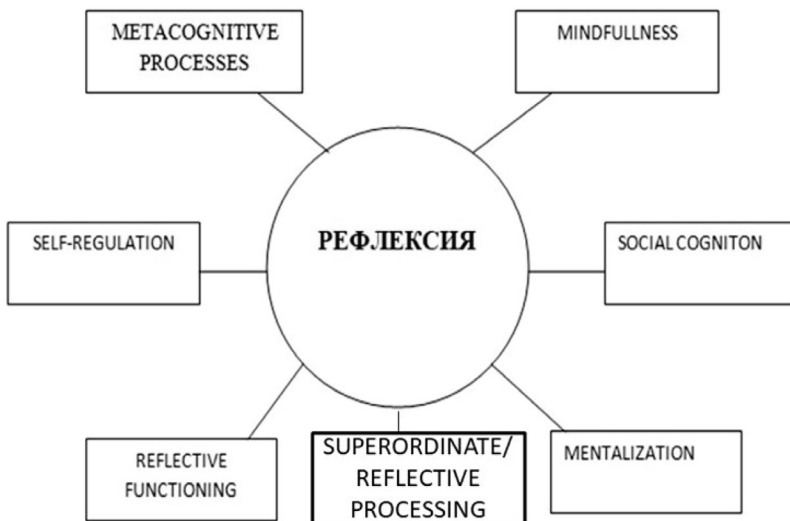 METACOGNITIVE
PROCESSES
MINDFULLNESS
РЕФЛЕКСИЯ
SELF-REGULATION
SOCIAL COGNITON
REFLECTIVE
FUNCTIONING
SUPERORDINATE/
REFLECTIVE
PROCESSING
MENTALIZATION